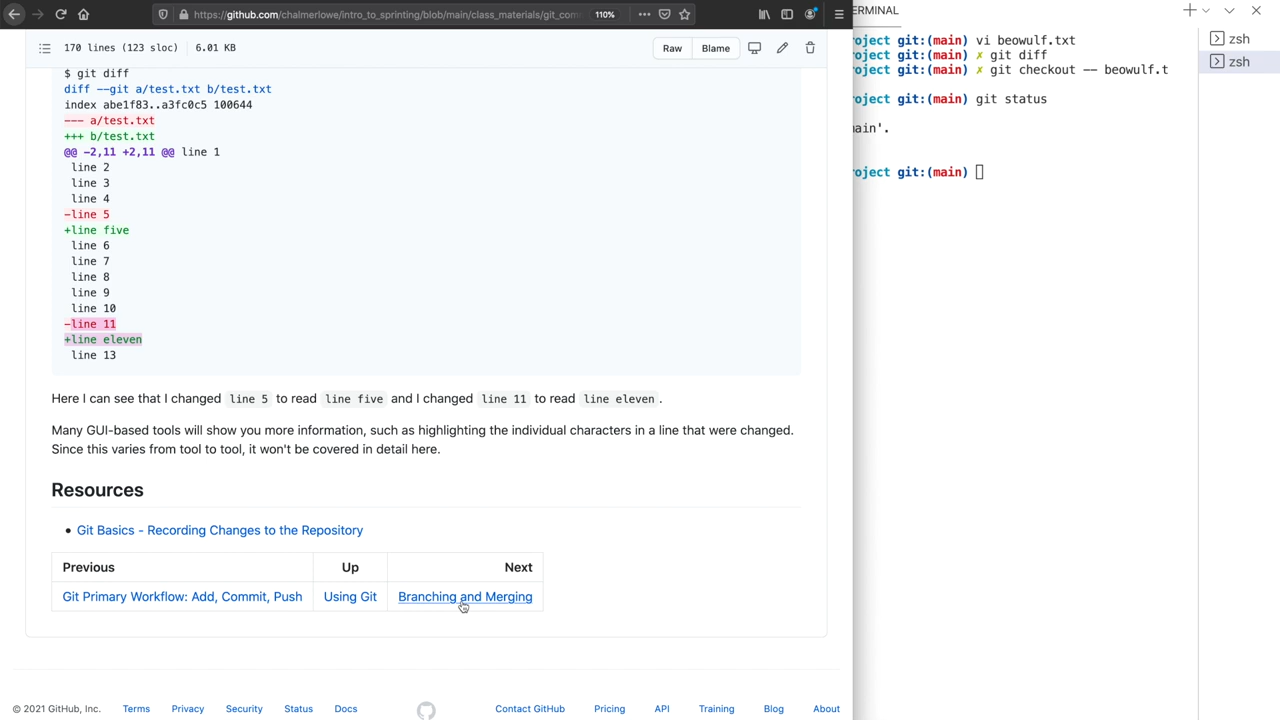 https://github.com/chalmerlowe/intro_to_sprinting/blob/main/class_materials/git_com
110%
170 lines (123 sloc) 6.01 KB
Raw Blame
$ git diff
diff --git a/test.txt b/test.txt
index abe1f83..a3fc0c5 100644
--- a/test.txt
+++ b/test.txt
@@ -2,11 +2,11 @@ line 1
line 2
line 3
line 4
-line 5
+line five
line 6
line 7
line 8
line 9
line 10
-line 11
+line eleven
line 13
Here I can see that I changed line 5 to read line five and I changed line 11 to read line eleven .
Many GUI-based tools will show you more information, such as highlighting the individual characters in a line that were changed.
Since this varies from tool to tool, it won't be covered in detail here.
Resources
• Git Basics - Recording Changes to the Repository
Previous Up Next
Git Primary Workflow: Add, Commit, Push Using Git Branching and Merging
© 2021 GitHub, Inc. Terms Privacy Security Status Docs Contact GitHub Pricing API Training Blog About
ERMINAL
oject git:(main) vi beowulf.txt
oject git:(main) ✗ git diff
oject git:(main) ✗ git checkout -- beowulf.t
oject git:(main) git status
ain'.
oject git:(main)
zsh
zsh